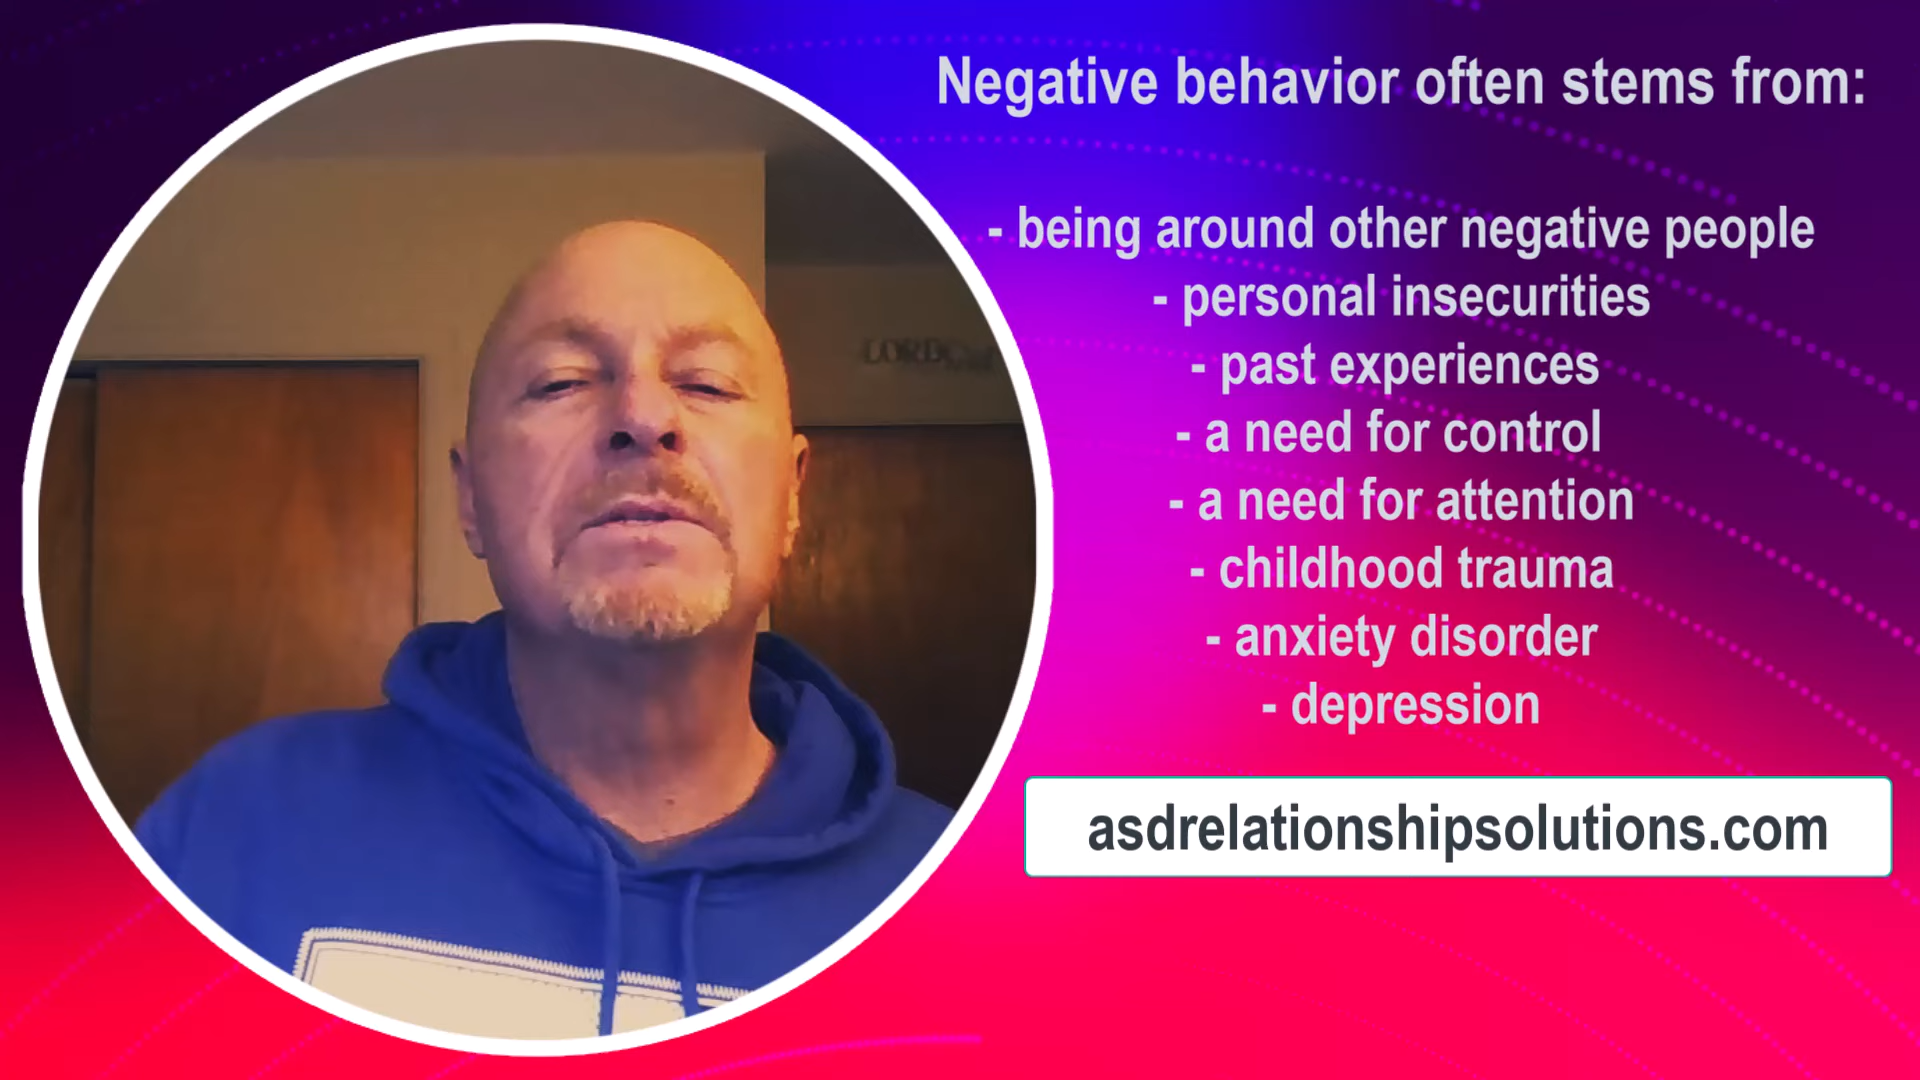 Negative behavior often stems from:
- being around other negative people
- personal insecurities
- past experiences
- a need for control
- a need for attention
- childhood trauma
- anxiety disorder
- depression
asdrelationshipsolutions.com